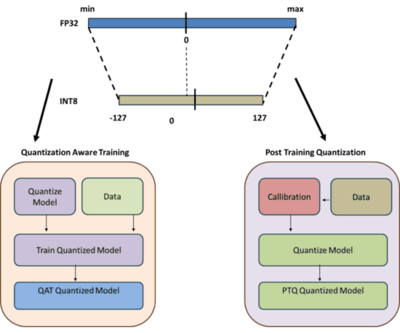 min
max
FP32
0
INT8
-127
0
127
Quantization Aware Training
Post Training Quantization
Quantize
Model
Data
Train Quantized Model
QAT Quantized Model
Callibration
Data
Quantize Model
PTQ Quantized Model